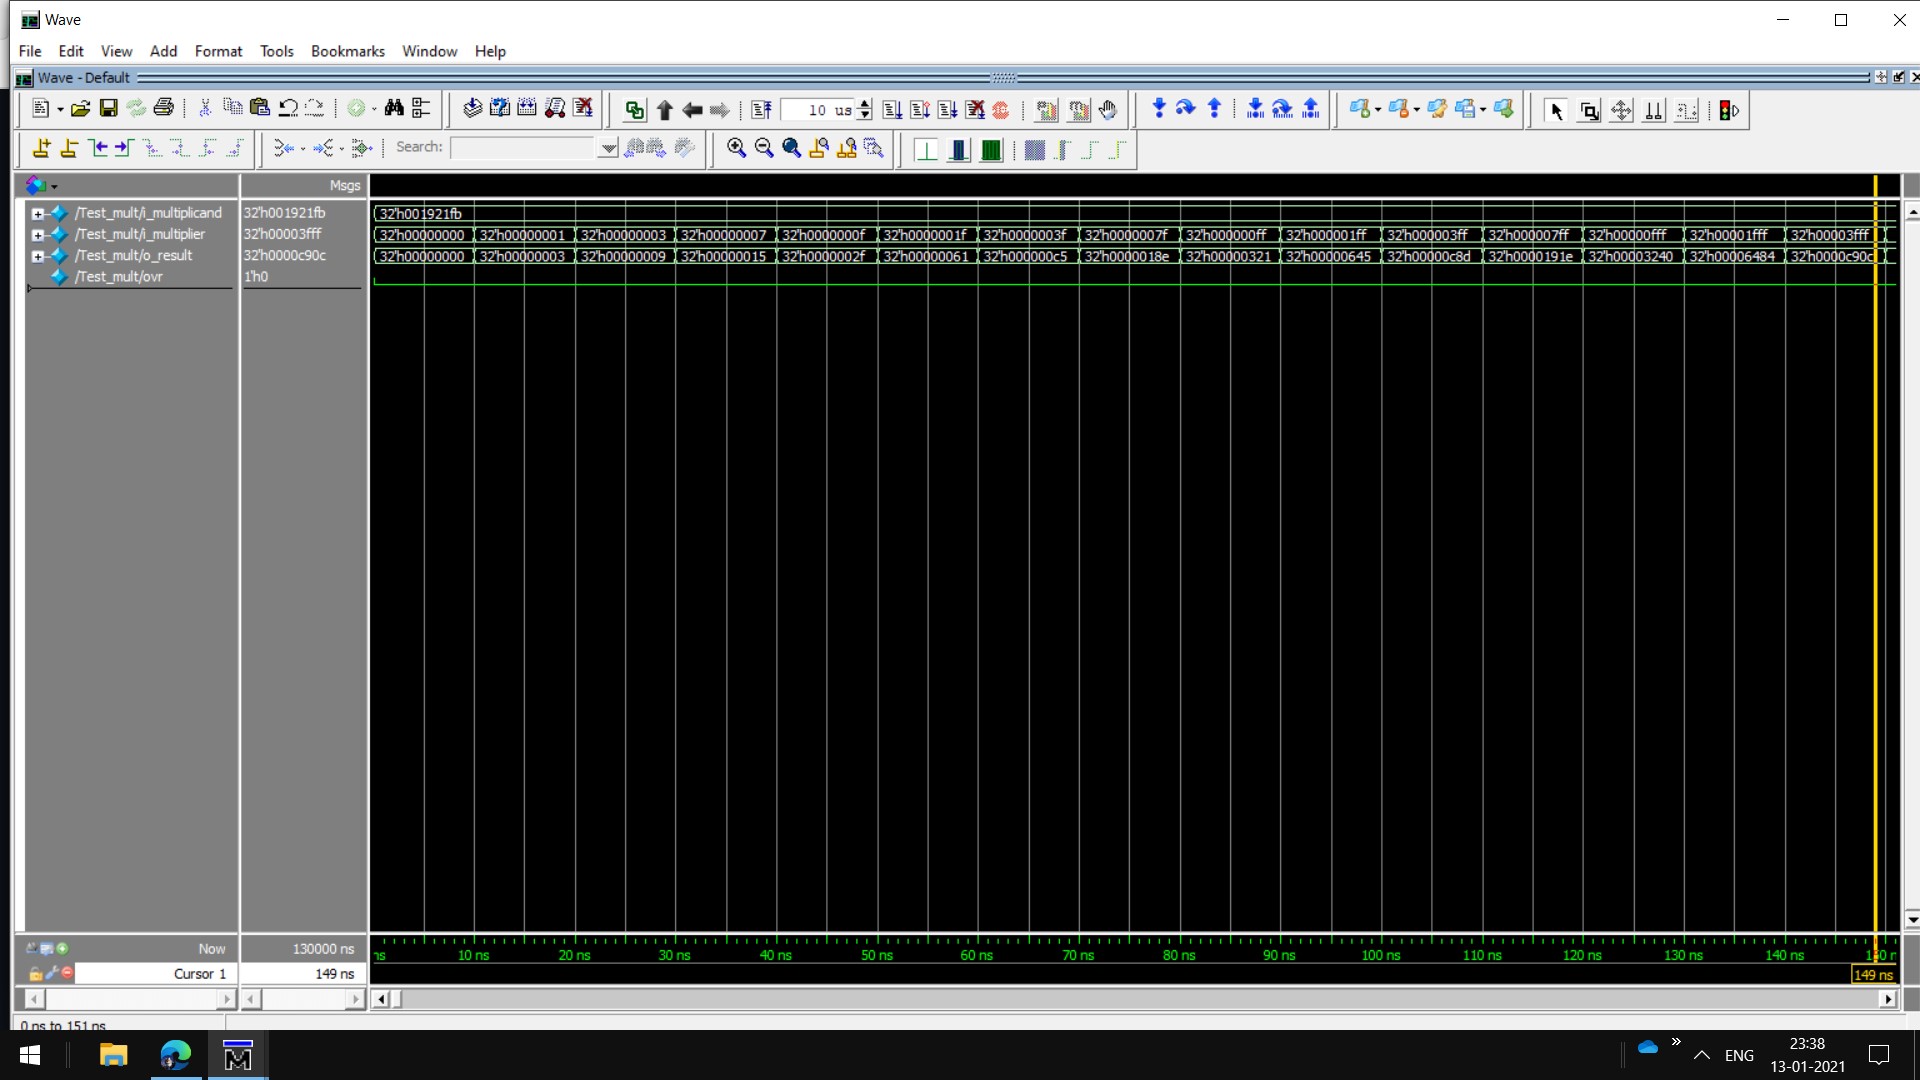 Wave
File Edit View Add Format Tools Bookmarks Window Help
Wave - Default
10 us
Search:
Msgs
/Test_mult/i_multiplicand 32'h001921fb 32'h001921fb
/Test_mult/i_multiplier 32'h00003fff 32'h00000000 32'h00000001 32'h00000003 32'h00000007 32'h0000000f 32'h0000001f 32'h0000003f 32'h0000007f 32'h000000ff 32'h000001ff 32'h000003ff 32'h000007ff 32'h00000fff 32'h00001fff 32'h00003fff
/Test_mult/o_result 32'h0000c90c 32'h00000000 32'h00000003 32'h00000009 32'h00000015 32'h0000002f 32'h00000061 32'h000000c5 32'h0000018e 32'h00000321 32'h00000645 32'h00000c8d 32'h0000191e 32'h00003240 32'h00006484 32'h0000c90c
/Test_mult/ovr 1'h0
Now 130000 ns
ns 10 ns 20 ns 30 ns 40 ns 50 ns 60 ns 70 ns 80 ns 90 ns 100 ns 110 ns 120 ns 130 ns 140 ns
Cursor 1 149 ns
149 ns
0 ns to 151 ns
23:38
ENG
13-01-2021